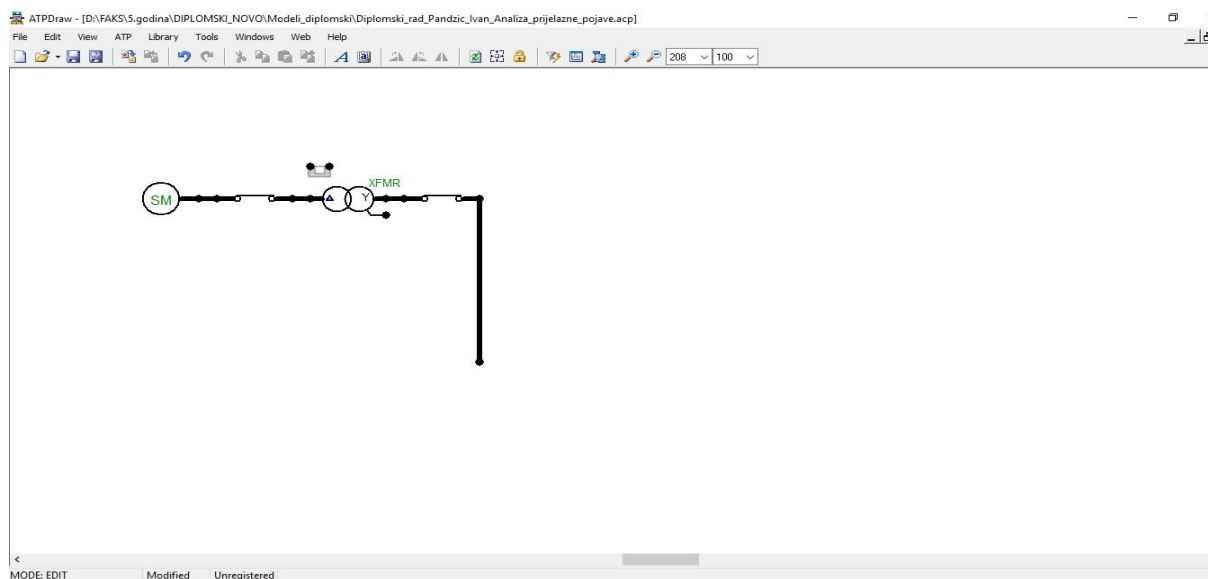 ATPDraw - [D:\FAKS\5.godina\DIPLOMSKI_NOVO\Modeli_diplomski\Diplomski_rad_Pandzic_Ivan_Analiza_prijelazne_pojave.acp]
File Edit View ATP Library Tools Windows Web Help
208 100
XFMR
SM Y
MODE: EDIT Modified Unregistered